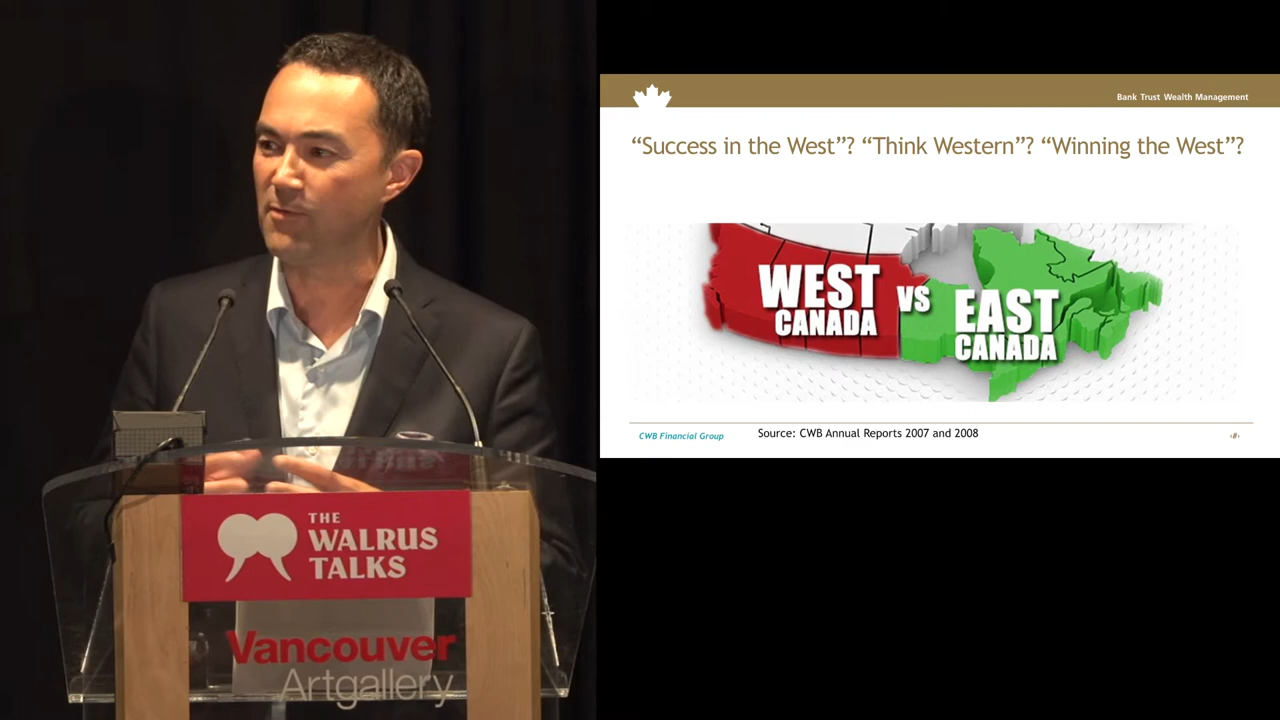 THE
WALRUS
TALKS
Vancouver
Artgallery
Bank Trust Wealth Management
“Success in the West”? “Think Western”? “Winning the West”?
WEST
CANADA
VS
EAST
CANADA
CWB Financial Group
Source: CWB Annual Reports 2007 and 2008
‹#›